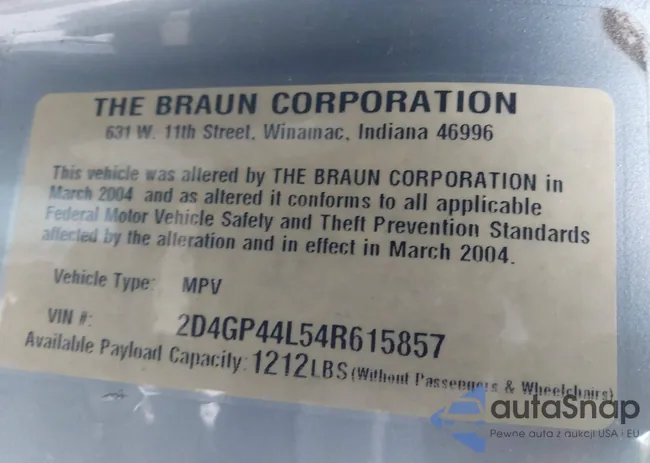 THE BRAUN CORPORATION
631 W. 11th Street, Winamac, Indiana 46996
This vehicle was altered by THE BRAUN CORPORATION in
March 2004 and as altered it conforms to all applicable
Federal Motor Vehicle Safety and Theft Prevention Standards
affected by the alteration and in effect in March 2004.
Vehicle Type: MPV
VIN #: 2D4GP44L54R615857
Available Payload Capacity: 1212LBS (Without Passengers & Wheelchairs)
autaSnap
Pewne auta z aukcji USA i EU